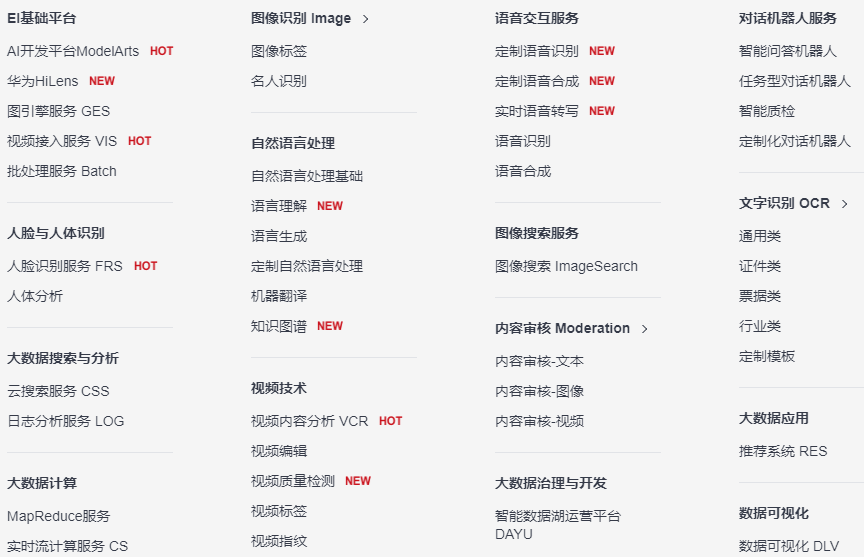 EI基础平台
AI开发平台ModelArts HOT
华为HiLens NEW
图引擎服务 GES
视频接入服务 VIS HOT
批处理服务 Batch
人脸与人体识别
人脸识别服务 FRS HOT
人体分析
大数据搜索与分析
云搜索服务 CSS
日志分析服务 LOG
大数据计算
MapReduce服务
实时流计算服务 CS
图像识别 Image
图像标签
名人识别
自然语言处理
自然语言处理基础
语言理解 NEW
语言生成
定制自然语言处理
机器翻译
知识图谱 NEW
视频技术
视频内容分析 VCR HOT
视频编辑
视频质量检测 NEW
视频标签
视频指纹
语音交互服务
定制语音识别 NEW
定制语音合成 NEW
实时语音转写 NEW
语音识别
语音合成
图像搜索服务
图像搜索 ImageSearch
内容审核 Moderation
内容审核-文本
内容审核-图像
内容审核-视频
大数据治理与开发
智能数据湖运营平台
DAYU
对话机器人服务
智能问答机器人
任务型对话机器人
智能质检
定制化对话机器人
文字识别 OCR
通用类
证件类
票据类
行业类
定制模板
大数据应用
推荐系统 RES
数据可视化
数据可视化 DLV